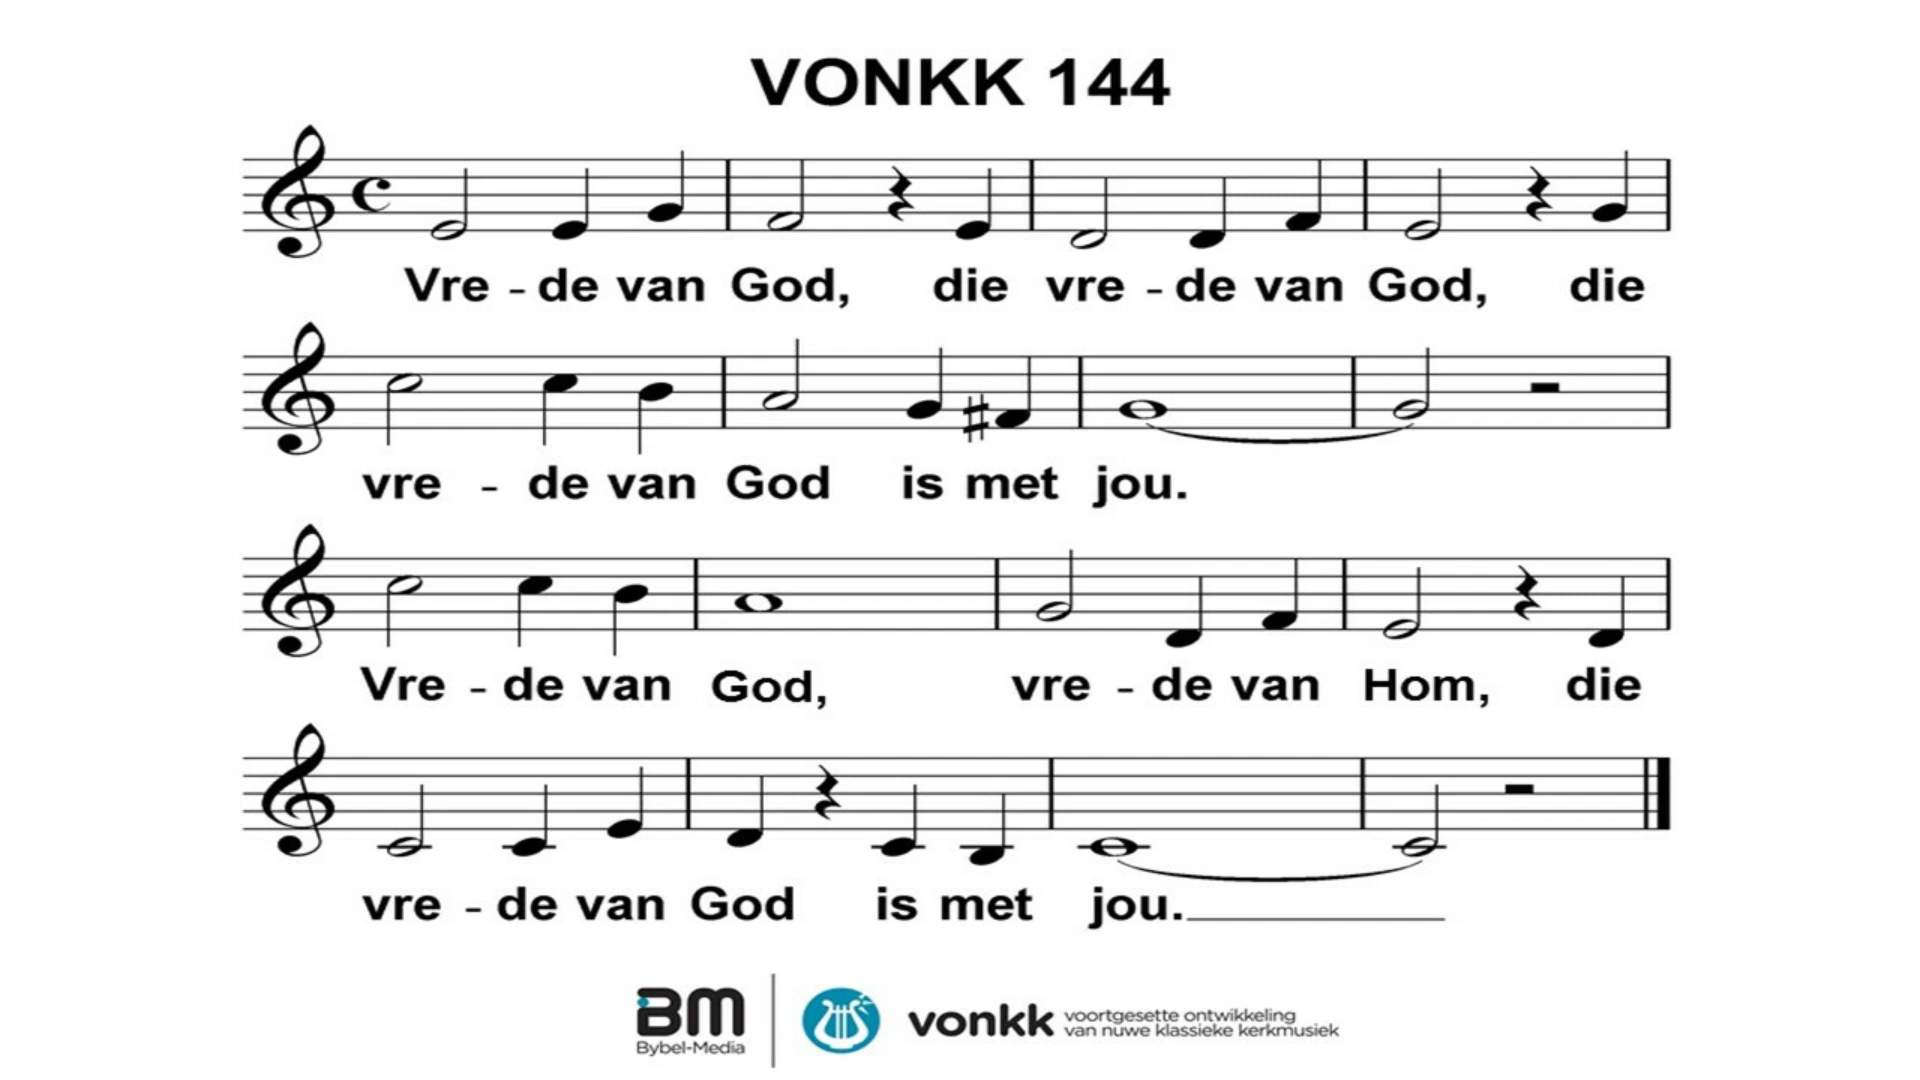 VONKK 144
Vre - de van God, die vre - de van God, die
vre - de van God is met jou.
Vre - de van God, vre - de van Hom, die
vre - de van God is met jou.
BM
Bybel-Media
vonkk
voortgesette ontwikkeling
van nuwe klassieke kerkmusiek